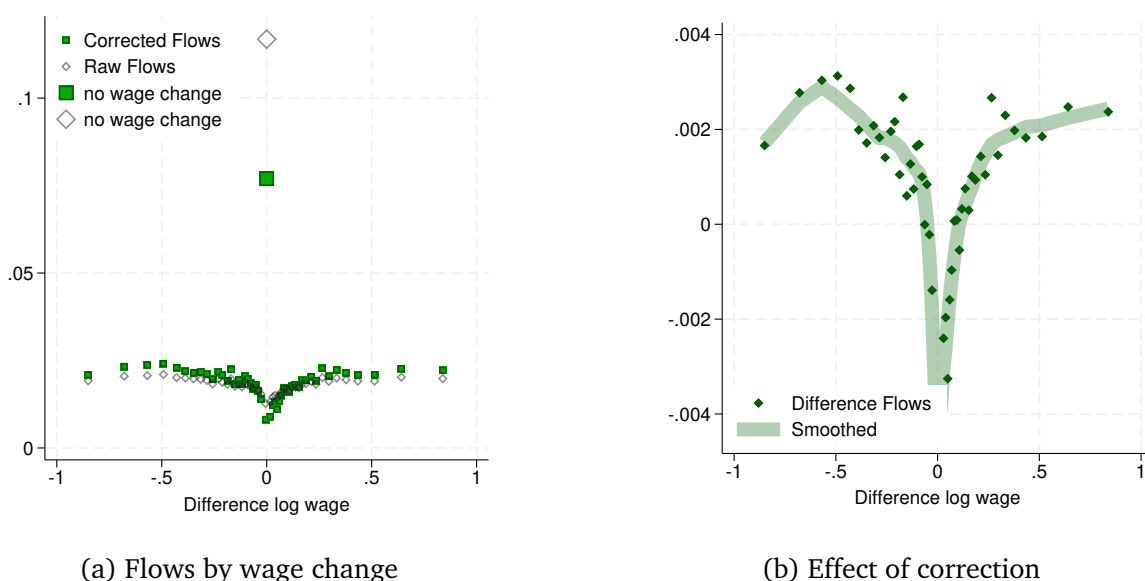 Corrected Flows
Raw Flows
no wage change
no wage change
.1
.05
0
-1
-.5
0
.5
1
Difference log wage
(a) Flows by wage change
.004
.002
0
-.002
-.004
Difference Flows
Smoothed
-1
-.5
0
.5
1
Difference log wage
(b) Effect of correction